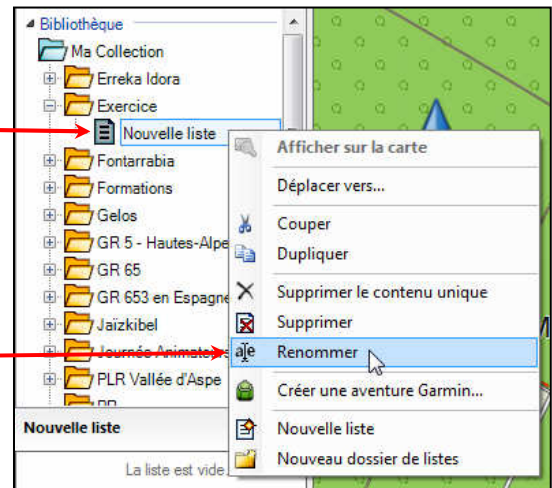 Bibliothèque
Ma Collection
Erreka Idora
Exercice
Nouvelle liste
Fontarrabia
Formations
Gelos
GR 5 - Hautes-Alpe
GR 65
GR 653 en Espagne
Jaïzkibel
Journée Animateu
PLR Vallée d'Aspe
Nouvelle liste
La liste est vide.
Afficher sur la carte
Déplacer vers...
Couper
Dupliquer
Supprimer le contenu unique
Supprimer
Renommer
Créer une aventure Garmin...
Nouvelle liste
Nouveau dossier de listes